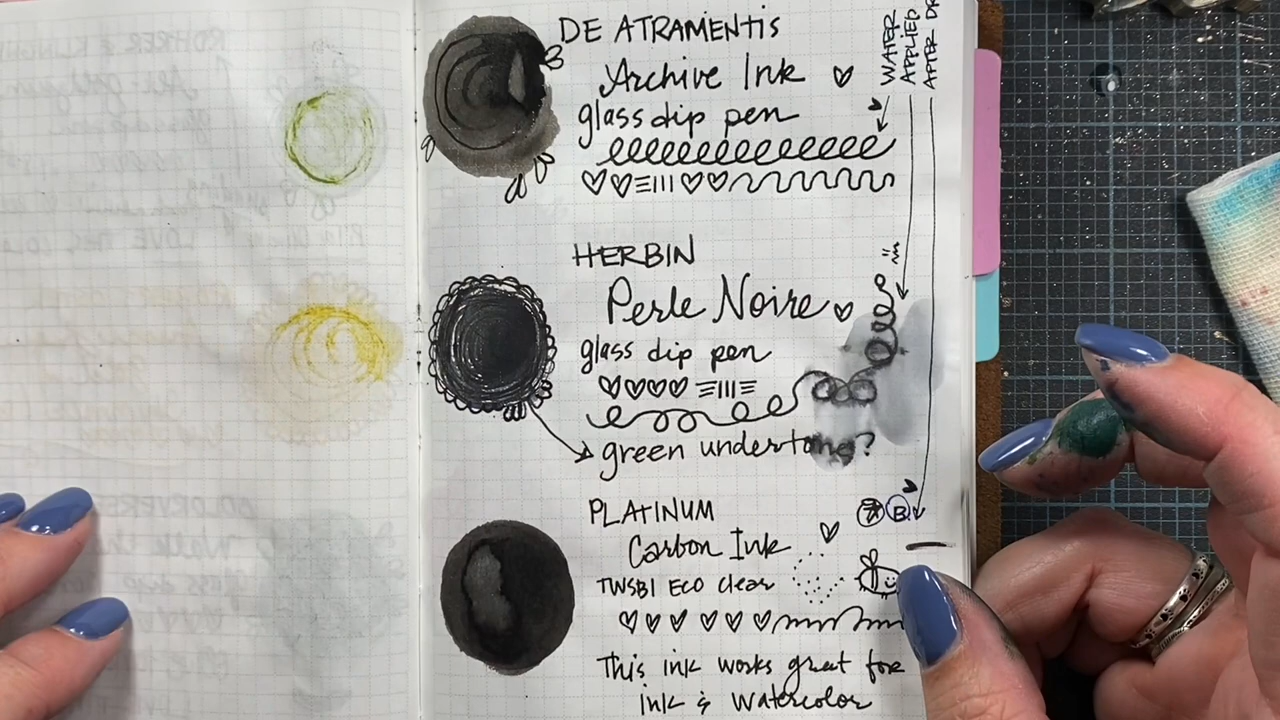 DE ATRAMENTIS
Archive Ink
glass dip pen
WATER
APPLIED
AFTER
HERBIN
Perle Noire
glass dip pen
green undertone?
PLATINUM
B
Carbon Ink
TWSBI ECO Clear
This ink works great for
ink & watercolor